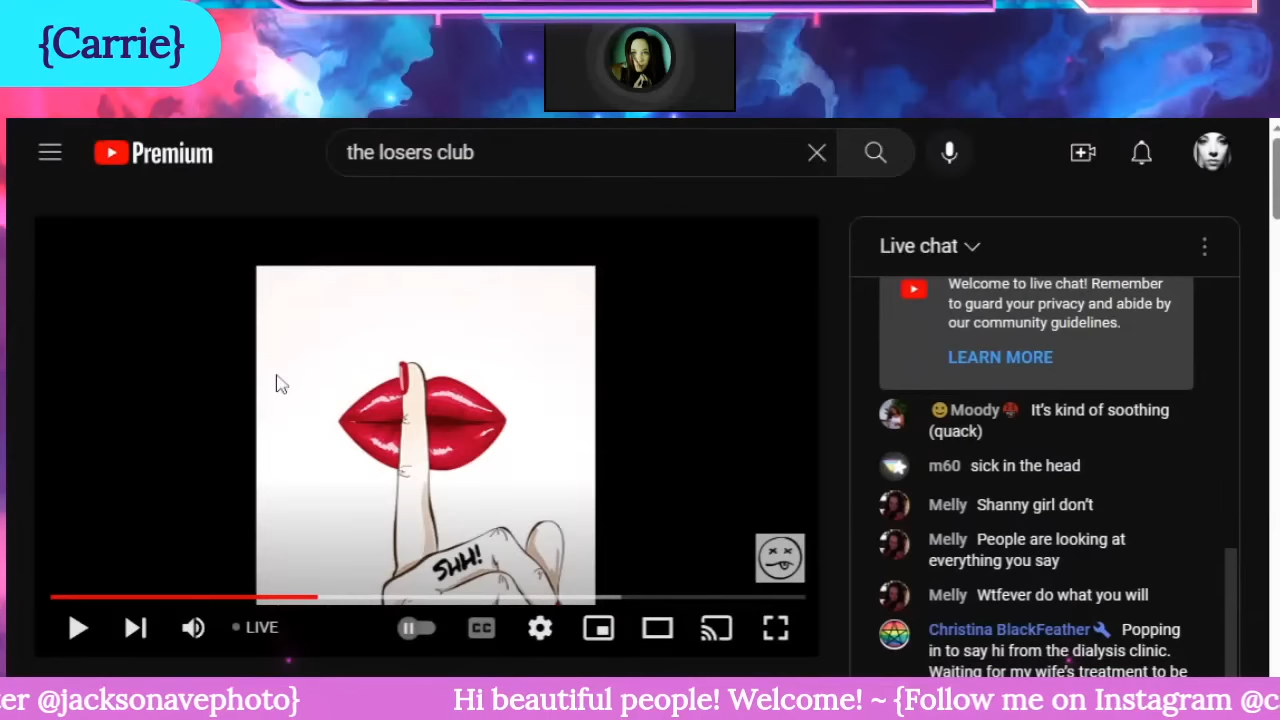 {Carrie}
Premium
the losers club
Live chat
Welcome to live chat! Remember
to guard your privacy and abide by
our community guidelines.
LEARN MORE
Moody It's kind of soothing
(quack)
m60 sick in the head
Melly Shanny girl don't
Melly People are looking at
everything you say
Melly Wtfever do what you will
Christina BlackFeather Popping
in to say hi from the dialysis clinic.
Waiting for my wife's treatment to be
SHH!
LIVE
CC
ter @jacksonavephoto} Hi beautiful people! Welcome! ~ {Follow me on Instagram @c